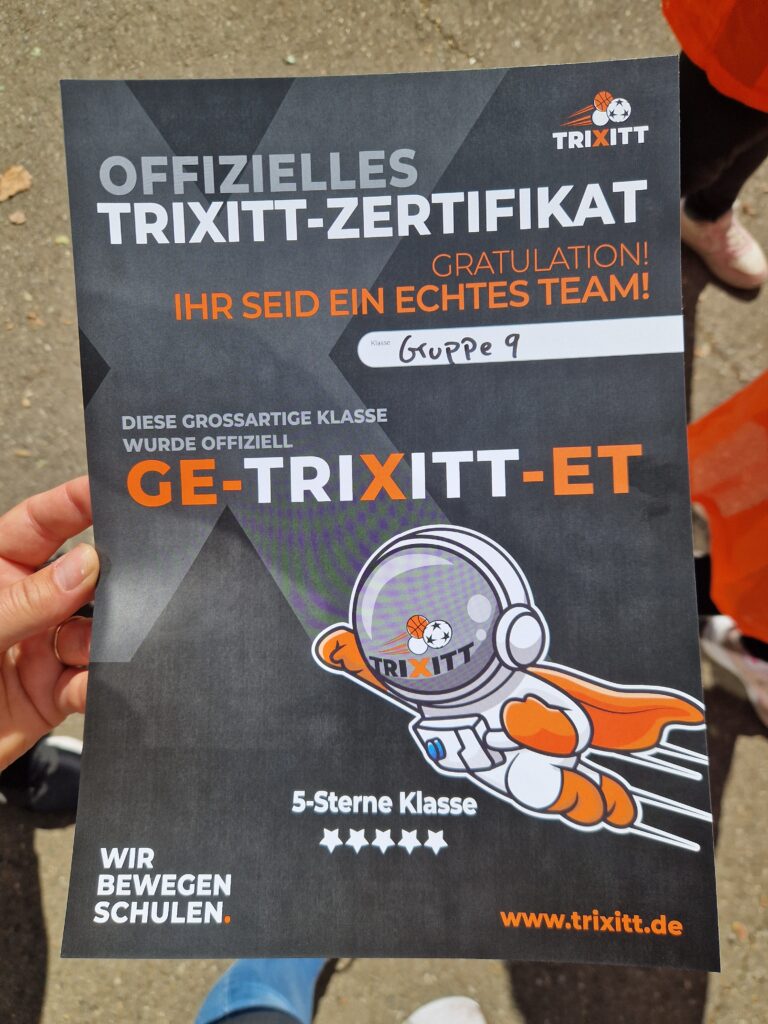 TRIXITT
OFFIZIELLES
TRIXITT-ZERTIFIKAT
GRATULATION!
IHR SEID EIN ECHTES TEAM!
Klasse Gruppe 9
DIESE GROSSARTIGE KLASSE
WURDE OFFIZIELL
GE-TRIXITT-ET
TRIXITT
5-Sterne Klasse
WIR
BEWEGEN
SCHULEN.
www.trixitt.de